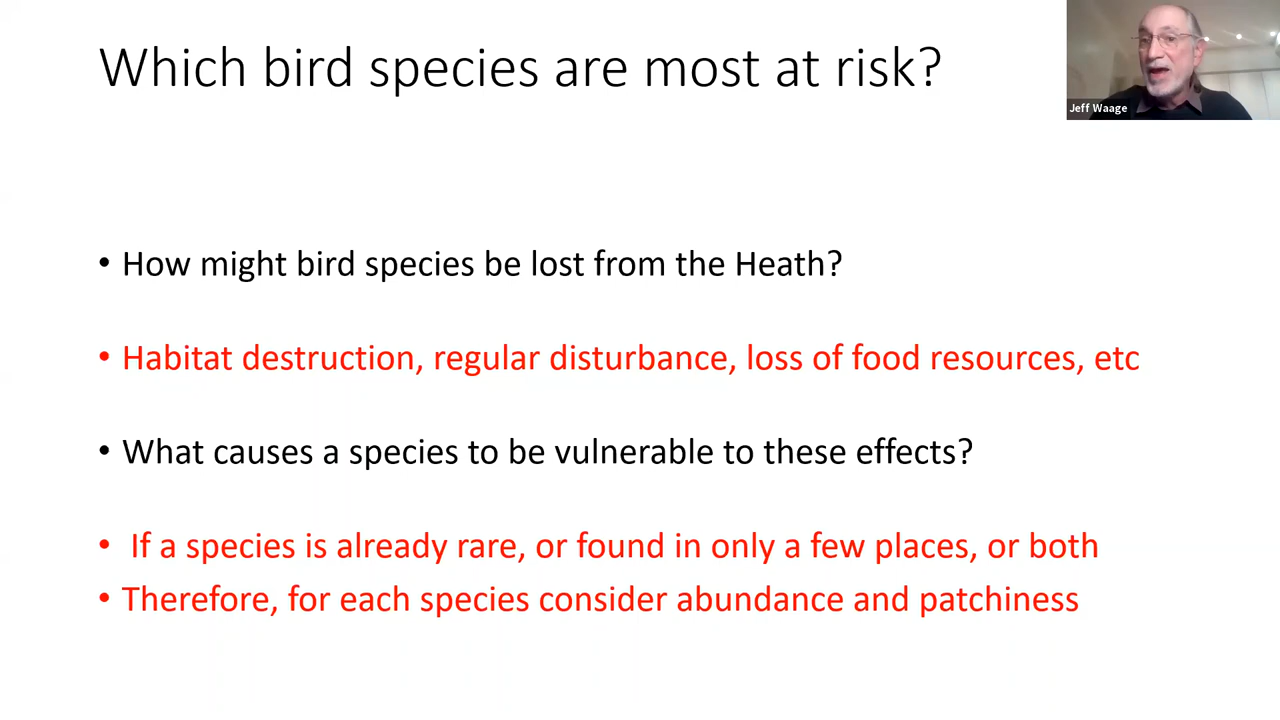 Which bird species are most at risk?
Jeff Waage
• How might bird species be lost from the Heath?
• Habitat destruction, regular disturbance, loss of food resources, etc
• What causes a species to be vulnerable to these effects?
• If a species is already rare, or found in only a few places, or both
• Therefore, for each species consider abundance and patchiness